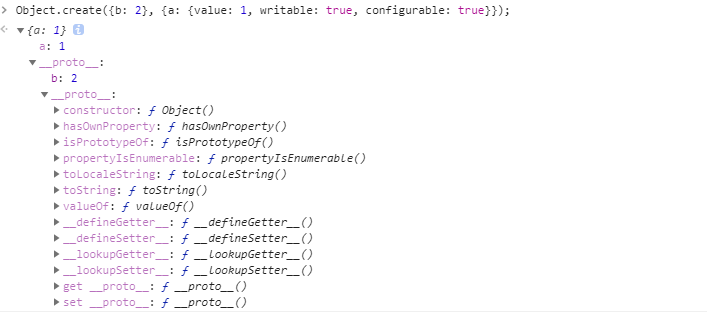 Object.create({b: 2}, {a: {value: 1, writable: true, configurable: true}});
{a: 1} i
a: 1
__proto__:
b: 2
__proto__:
constructor: ƒ Object()
hasOwnProperty: ƒ hasOwnProperty()
isPrototypeOf: ƒ isPrototypeOf()
propertyIsEnumerable: ƒ propertyIsEnumerable()
toLocaleString: ƒ toLocaleString()
toString: ƒ toString()
valueOf: ƒ valueOf()
__defineGetter__: ƒ __defineGetter__()
__defineSetter__: ƒ __defineSetter__()
__lookupGetter__: ƒ __lookupGetter__()
__lookupSetter__: ƒ __lookupSetter__()
get __proto__: ƒ __proto__()
set __proto__: ƒ __proto__()